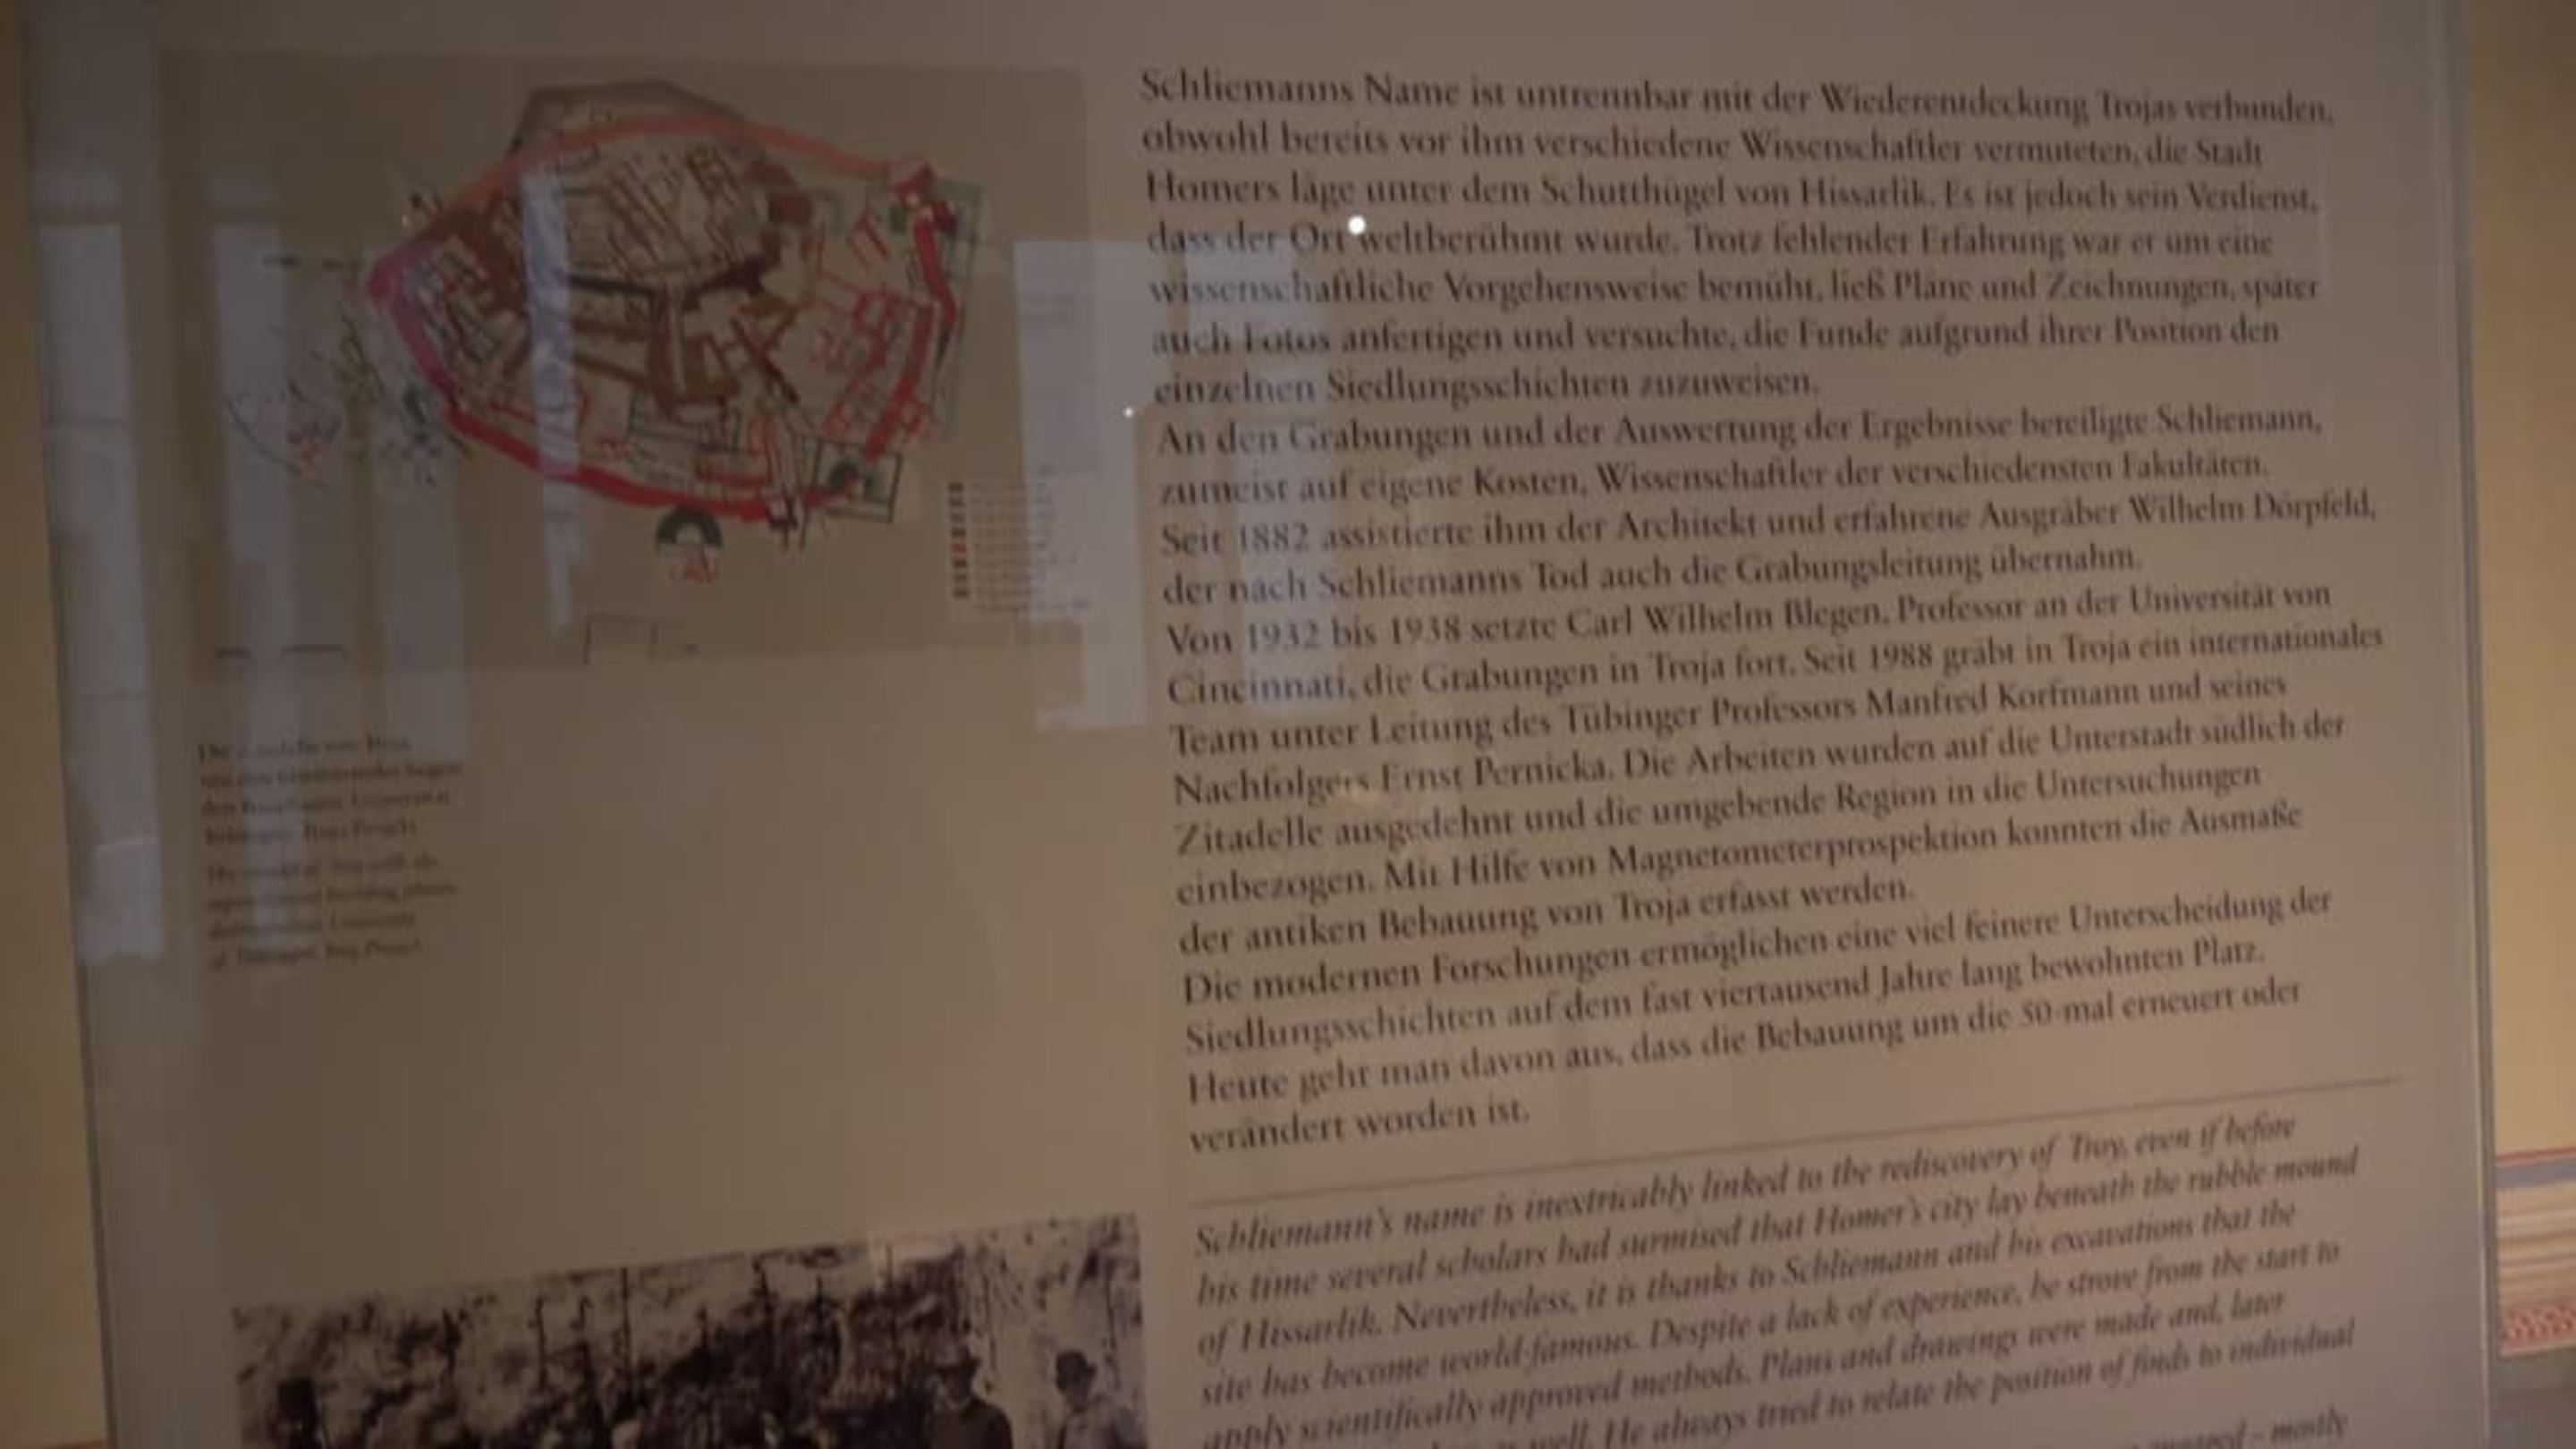 Schliemanns Name ist untrennbar mit der Wiederentdeckung Trojas verbunden,
obwohl bereits vor ihm verschiedene Wissenschaftler vermuteten, die Stadt
Homers läge unter dem Schutthügel von Hissarlik. Es ist jedoch sein Verdienst,
dass der Ort weltberühmt wurde. Trotz fehlender Erfahrung war er um eine
wissenschaftliche Vorgehensweise bemüht, ließ Pläne und Zeichnungen, später
auch Fotos anfertigen und versuchte, die Funde aufgrund ihrer Position den
einzelnen Siedlungsschichten zuzuweisen.
An den Grabungen und der Auswertung der Ergebnisse beteiligte Schliemann,
zumeist auf eigene Kosten, Wissenschaftler der verschiedensten Fakultäten.
Seit 1882 assistierte ihm der Architekt und erfahrene Ausgräber Wilhelm Dörpfeld,
der nach Schliemanns Tod auch die Grabungsleitung übernahm.
Von 1932 bis 1938 setzte Carl Wilhelm Blegen, Professor an der Universität von
Cincinnati, die Grabungen in Troja fort. Seit 1988 gräbt in Troja ein internationales
Team unter Leitung des Tübinger Professors Manfred Korfmann und seines
Nachfolgers Ernst Pernicka. Die Arbeiten wurden auf die Unterstadt südlich der
Zitadelle ausgedehnt und die umgebende Region in die Untersuchungen
einbezogen. Mit Hilfe von Magnetometerprospektion konnten die Ausmaße
der antiken Bebauung von Troja erfasst werden.
Die modernen Forschungen ermöglichen eine viel feinere Unterscheidung der
Siedlungsschichten auf dem fast viertausend Jahre lang bewohnten Platz.
Heute geht man davon aus, dass die Bebauung um die 50-mal erneuert oder
verändert worden ist.
Schliemann's name is inextricably linked to the rediscovery of Troy, even if before
his time several scholars had surmised that Homer's city lay beneath the rubble mound
of Hissarlik. Nevertheless, it is thanks to Schliemann and his excavations that the
site has become world-famous. Despite a lack of experience, he strove from the start to
apply scientifically approved methods. Plans and drawings were made and, later
well. He always tried to relate the position of finds to individual
mostly